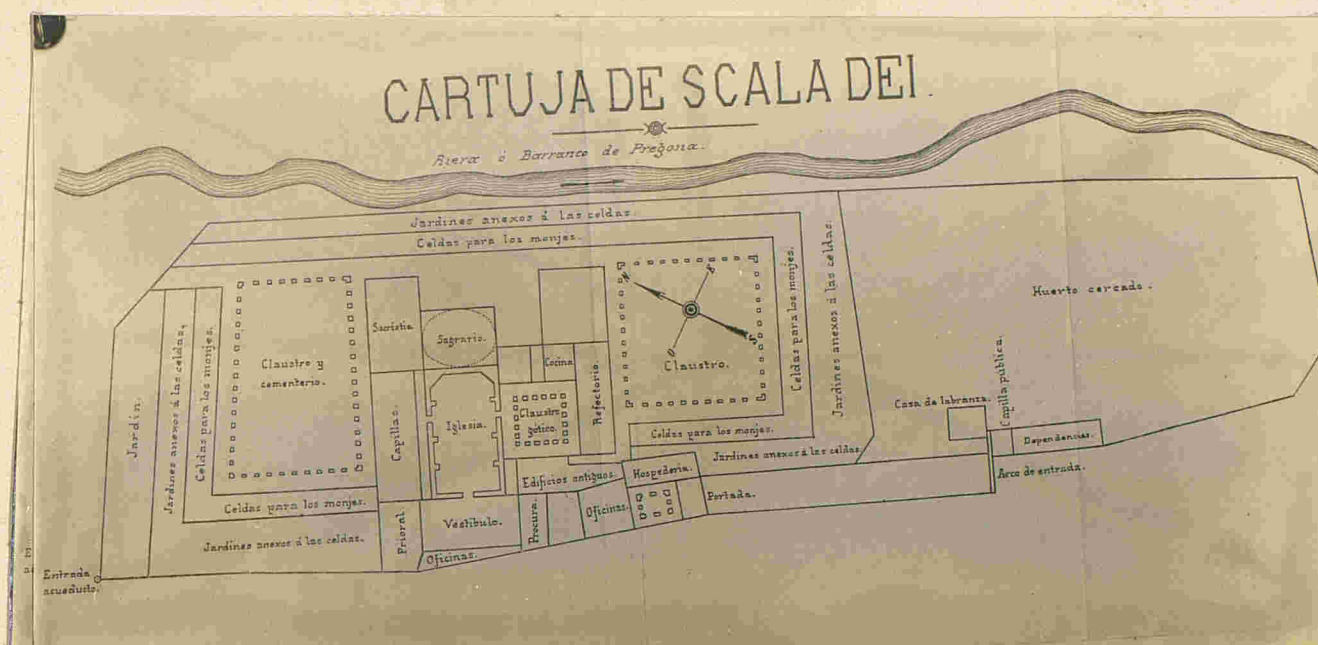 CARTUJA DE SCALA DEI.
Riera ó Barranco de Pregona.
Jardines anexos á las celdas.
Celdas para los monjes.
Jardín.
Jardines anexos á las celdas.
Celdas para los monjes.
Claustro y
cementerio.
Celdas para los monjes.
Jardines anexos á las celdas.
Entrada
acueducto.
Sacristía
Sagrario.
Capillas.
Iglesia.
Cocina
Claustro
gótico.
Refectorio.
N
E
S
O
Claustro.
Celdas para los monjes.
Jardines anexos á las celdas.
Celdas para los monjes.
Jardines anexos á las celdas.
Prioral
Vestíbulo.
Oficinas.
Procura.
Edificios antiguos.
Oficinas.
Hospedería.
Portada.
Huerto cercado.
Casa de labranza.
Capilla pública.
Dependencias.
Arco de entrada.